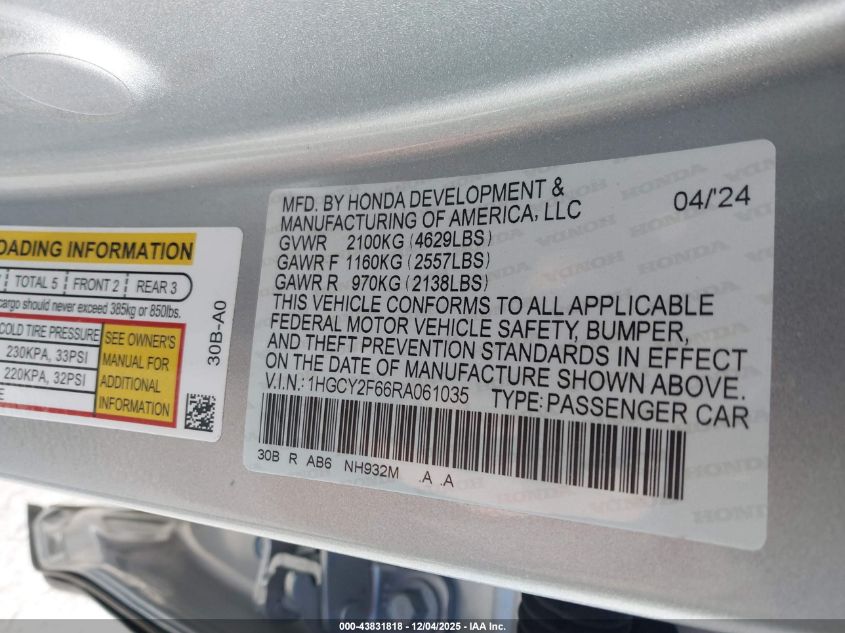 OADING INFORMATION
TOTAL 5 FRONT 2 REAR 3
cargo should never exceed 385kg or 850lbs.
COLD TIRE PRESSURE
230KPA, 33PSI
220KPA, 32PSI
SEE OWNER'S
MANUAL FOR
ADDITIONAL
INFORMATION
30B-A0
MFD. BY HONDA DEVELOPMENT &
MANUFACTURING OF AMERICA, LLC
04/'24
GVWR 2100KG (4629LBS)
GAWR F 1160KG (2557LBS)
GAWR R 970KG (2138LBS)
THIS VEHICLE CONFORMS TO ALL APPLICABLE
FEDERAL MOTOR VEHICLE SAFETY, BUMPER,
AND THEFT PREVENTION STANDARDS IN EFFECT
ON THE DATE OF MANUFACTURE SHOWN ABOVE.
V.I.N.: 1HGCY2F66RA061035 TYPE: PASSENGER CAR
30B R AB6 NH932M .A .A
000-43831818 - 12/04/2025 - IAA Inc.